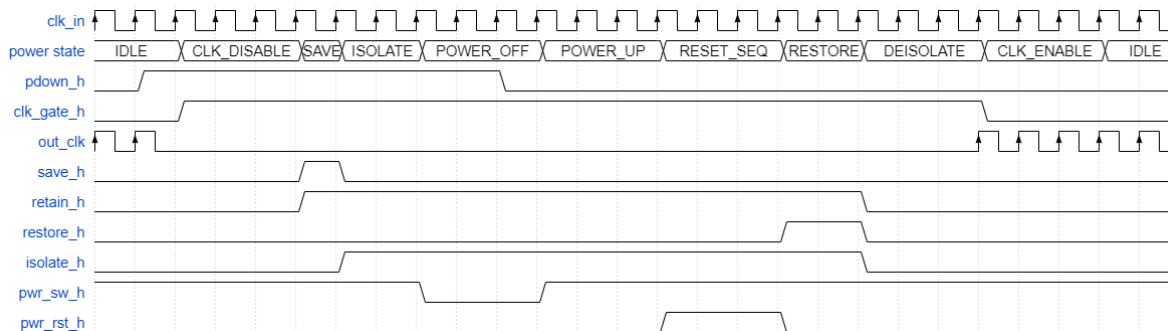 clk_in
power state IDLE CLK_DISABLE SAVE ISOLATE POWER_OFF POWER_UP RESET_SEQ RESTORE DEISOLATE CLK_ENABLE IDLE
pdown_h
clk_gate_h
out_clk
save_h
retain_h
restore_h
isolate_h
pwr_sw_h
pwr_rst_h